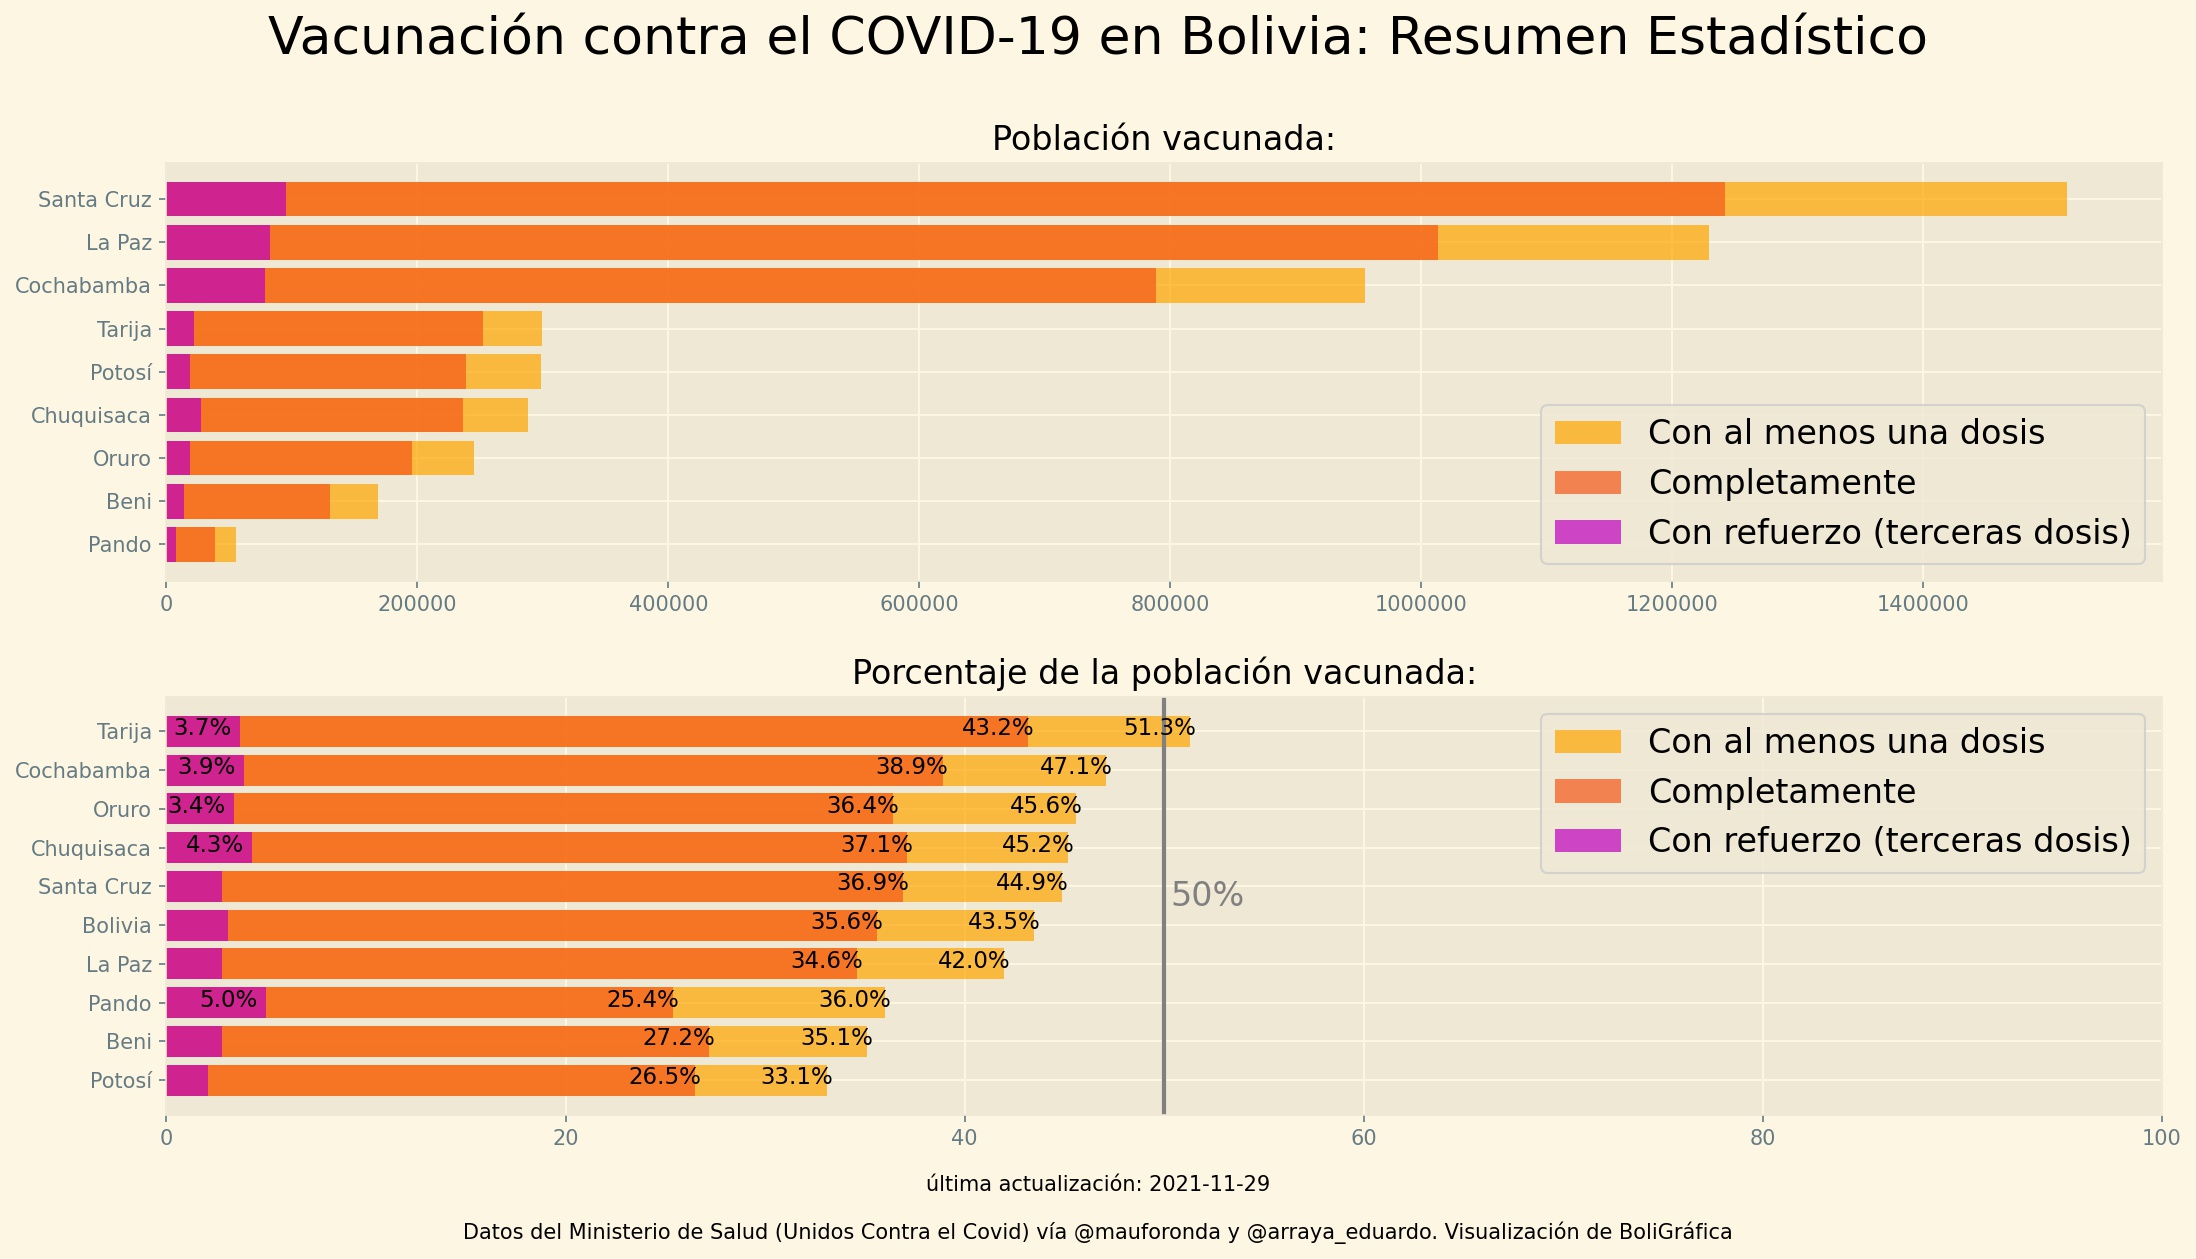 Vacunación contra el COVID-19 en Bolivia: Resumen Estadístico
Población vacunada:
Santa Cruz
La Paz
Cochabamba
Tarija
Potosí
Chuquisaca
Oruro
Beni
Pando
Con al menos una dosis
Completamente
Con refuerzo (terceras dosis)
0 200000 400000 600000 800000 1000000 1200000 1400000
Porcentaje de la población vacunada:
Tarija 3.7% 43.2% 51.3%
Cochabamba 3.9% 38.9% 47.1%
Oruro 3.4% 36.4% 45.6%
Chuquisaca 4.3% 37.1% 45.2%
Santa Cruz 36.9% 44.9%
Bolivia 35.6% 43.5%
La Paz 34.6% 42.0%
Pando 5.0% 25.4% 36.0%
Beni 27.2% 35.1%
Potosí 26.5% 33.1%
50%
Con al menos una dosis
Completamente
Con refuerzo (terceras dosis)
0 20 40 60 80 100
última actualización: 2021-11-29
Datos del Ministerio de Salud (Unidos Contra el Covid) vía @mauforonda y @arraya_eduardo. Visualización de BoliGráfica